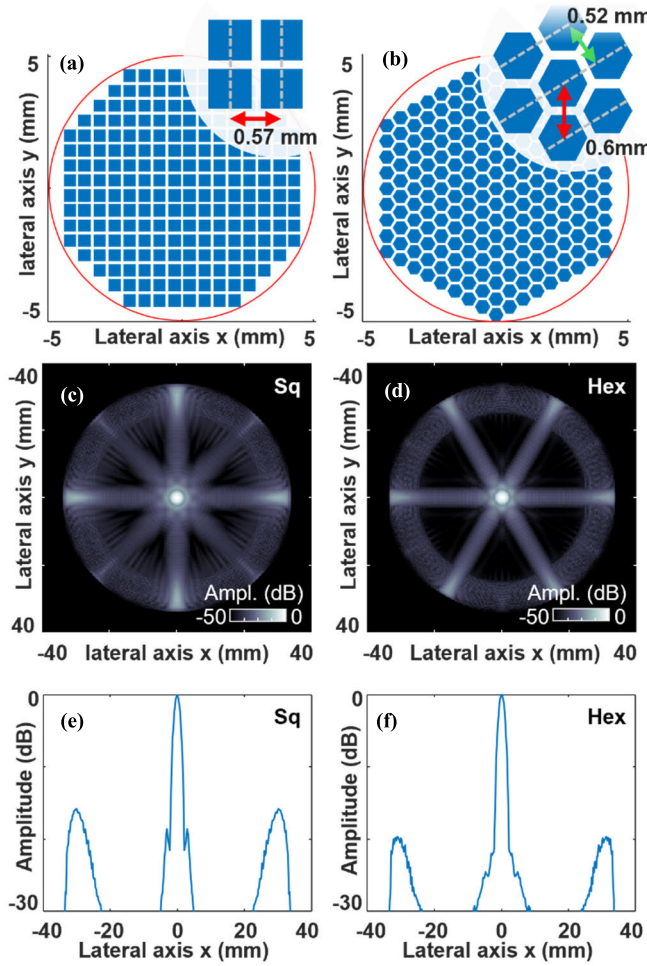 (a)
5
lateral axis y (mm)
-5
-5
Lateral axis x (mm)
5
0.57 mm
(b)
5
Lateral axis y (mm)
-5
-5
Lateral axis x (mm)
5
0.52 mm
0.6mm
(c)
Sq
-40
Lateral axis y (mm)
40
Ampl. (dB)
-50
0
-40
lateral axis x (mm)
40
(d)
Hex
-40
Lateral axis y (mm)
40
Ampl. (dB)
-50
0
-40
Lateral axis x (mm)
40
(e)
Sq
0
Amplitude (dB)
-30
-40 -20 0 20 40
Lateral axis x (mm)
(f)
Hex
0
Amplitude (dB)
-30
-40 -20 0 20 40
Lateral axis x (mm)